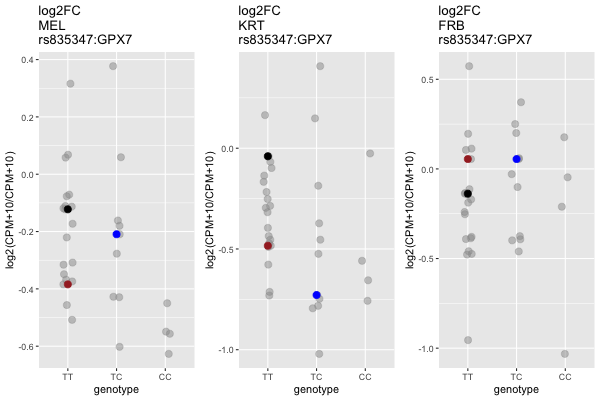 log2FC
MEL
rs835347:GPX7
log2(CPM+10/CPM+10)
0.4
0.2
0.0
-0.2
-0.4
-0.6
TT
TC
CC
genotype
log2FC
KRT
rs835347:GPX7
log2(CPM+10/CPM+10)
0.0
-0.5
-1.0
TT
TC
CC
genotype
log2FC
FRB
rs835347:GPX7
log2(CPM+10/CPM+10)
0.5
0.0
-0.5
-1.0
TT
TC
CC
genotype